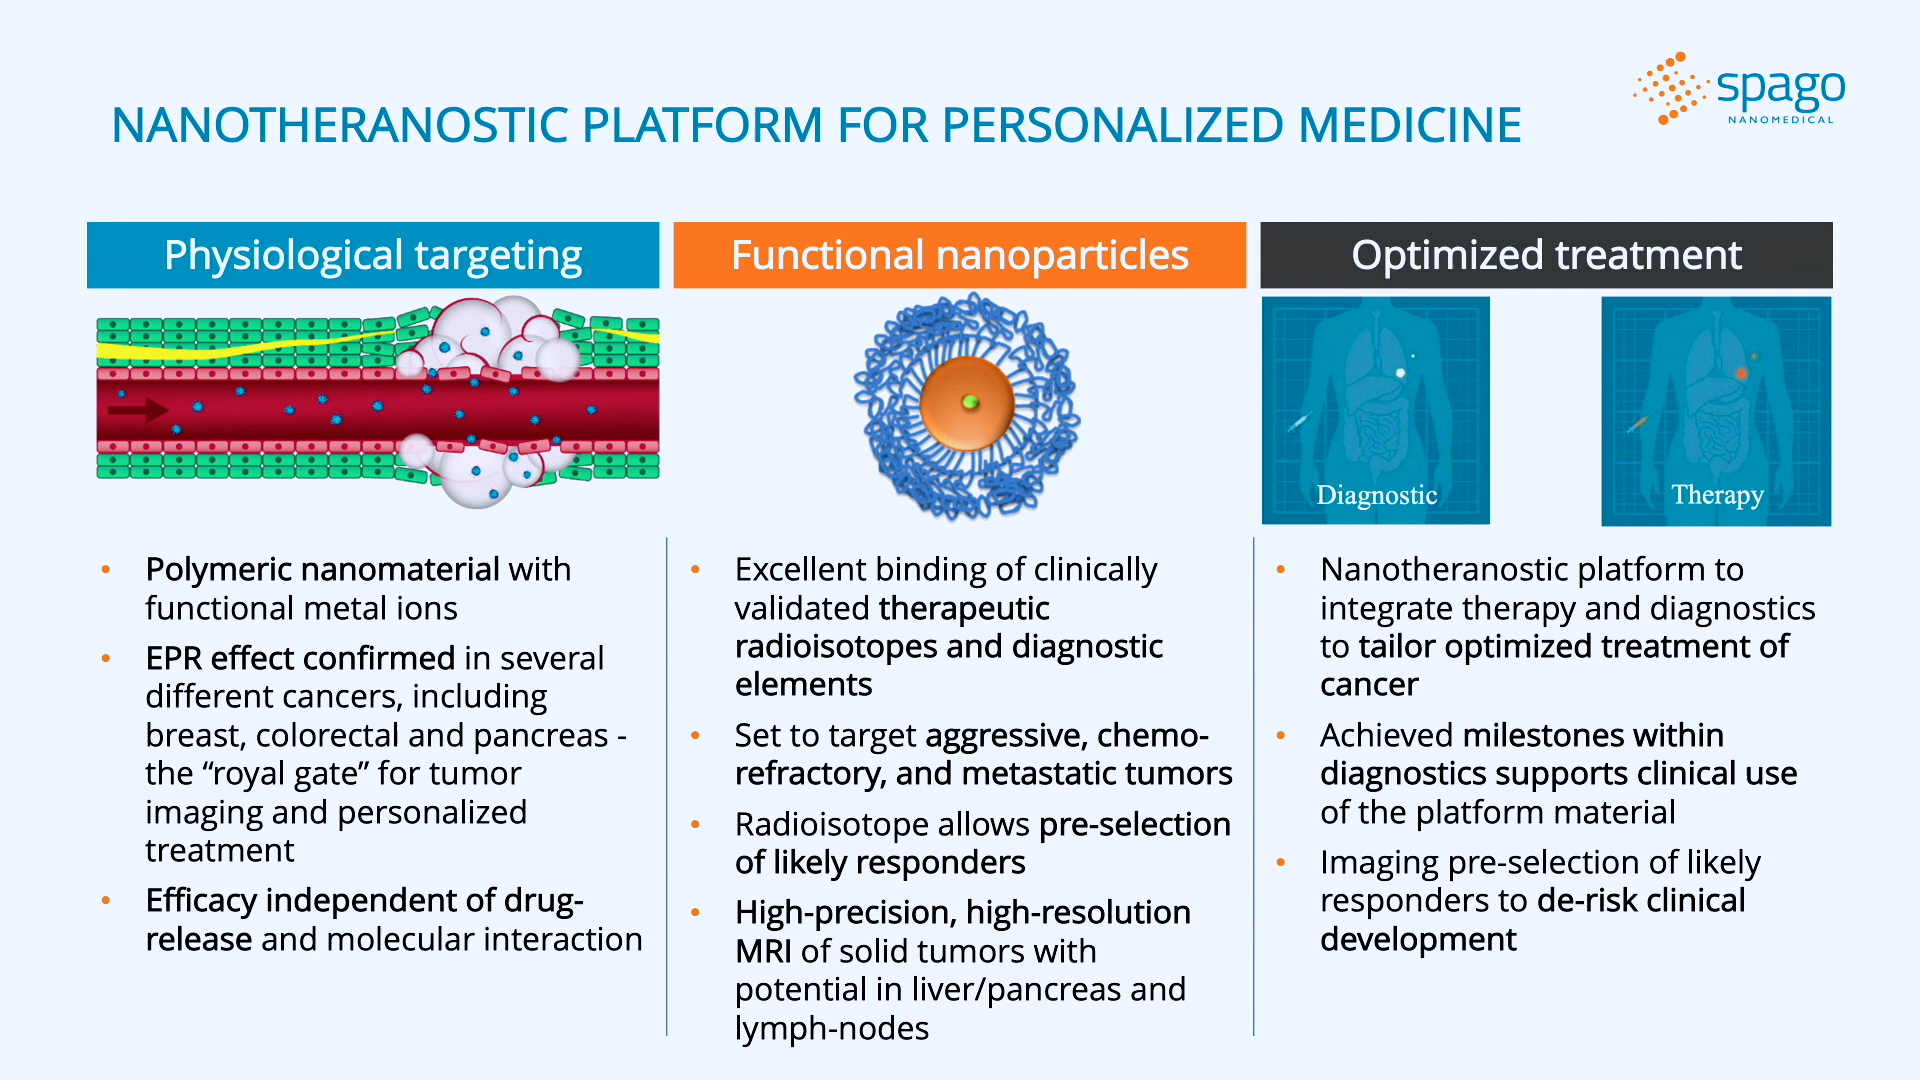 spago
NANOMEDICAL
NANOTHERANOSTIC PLATFORM FOR PERSONALIZED MEDICINE
Physiological targeting
• Polymeric nanomaterial with
functional metal ions
• EPR effect confirmed in several
different cancers, including
breast, colorectal and pancreas -
the “royal gate” for tumor
imaging and personalized
treatment
• Efficacy independent of drug-
release and molecular interaction
Functional nanoparticles
• Excellent binding of clinically
validated therapeutic
radioisotopes and diagnostic
elements
• Set to target aggressive, chemo-
refractory, and metastatic tumors
• Radioisotope allows pre-selection
of likely responders
• High-precision, high-resolution
MRI of solid tumors with
potential in liver/pancreas and
lymph-nodes
Optimized treatment
Diagnostic
Therapy
• Nanotheranostic platform to
integrate therapy and diagnostics
to tailor optimized treatment of
cancer
• Achieved milestones within
diagnostics supports clinical use
of the platform material
• Imaging pre-selection of likely
responders to de-risk clinical
development